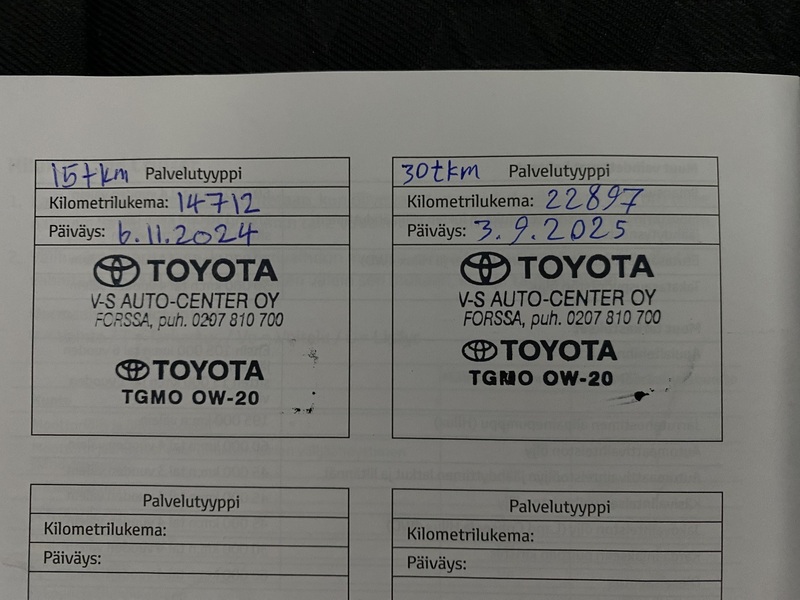 15tkm Palvelutyyppi
Kilometrilukema: 14712
Päiväys: 6.11.2024
TOYOTA
V-S AUTO-CENTER OY
FORSSA, puh. 0207 810 700
TOYOTA
TGMO 0W-20
30tkm Palvelutyyppi
Kilometrilukema: 22897
Päiväys: 3.9.2025
TOYOTA
V-S AUTO-CENTER OY
FORSSA, puh. 0207 810 700
TOYOTA
TGMO 0W-20
Palvelutyyppi
Kilometrilukema:
Päiväys:
Palvelutyyppi
Kilometrilukema:
Päiväys: